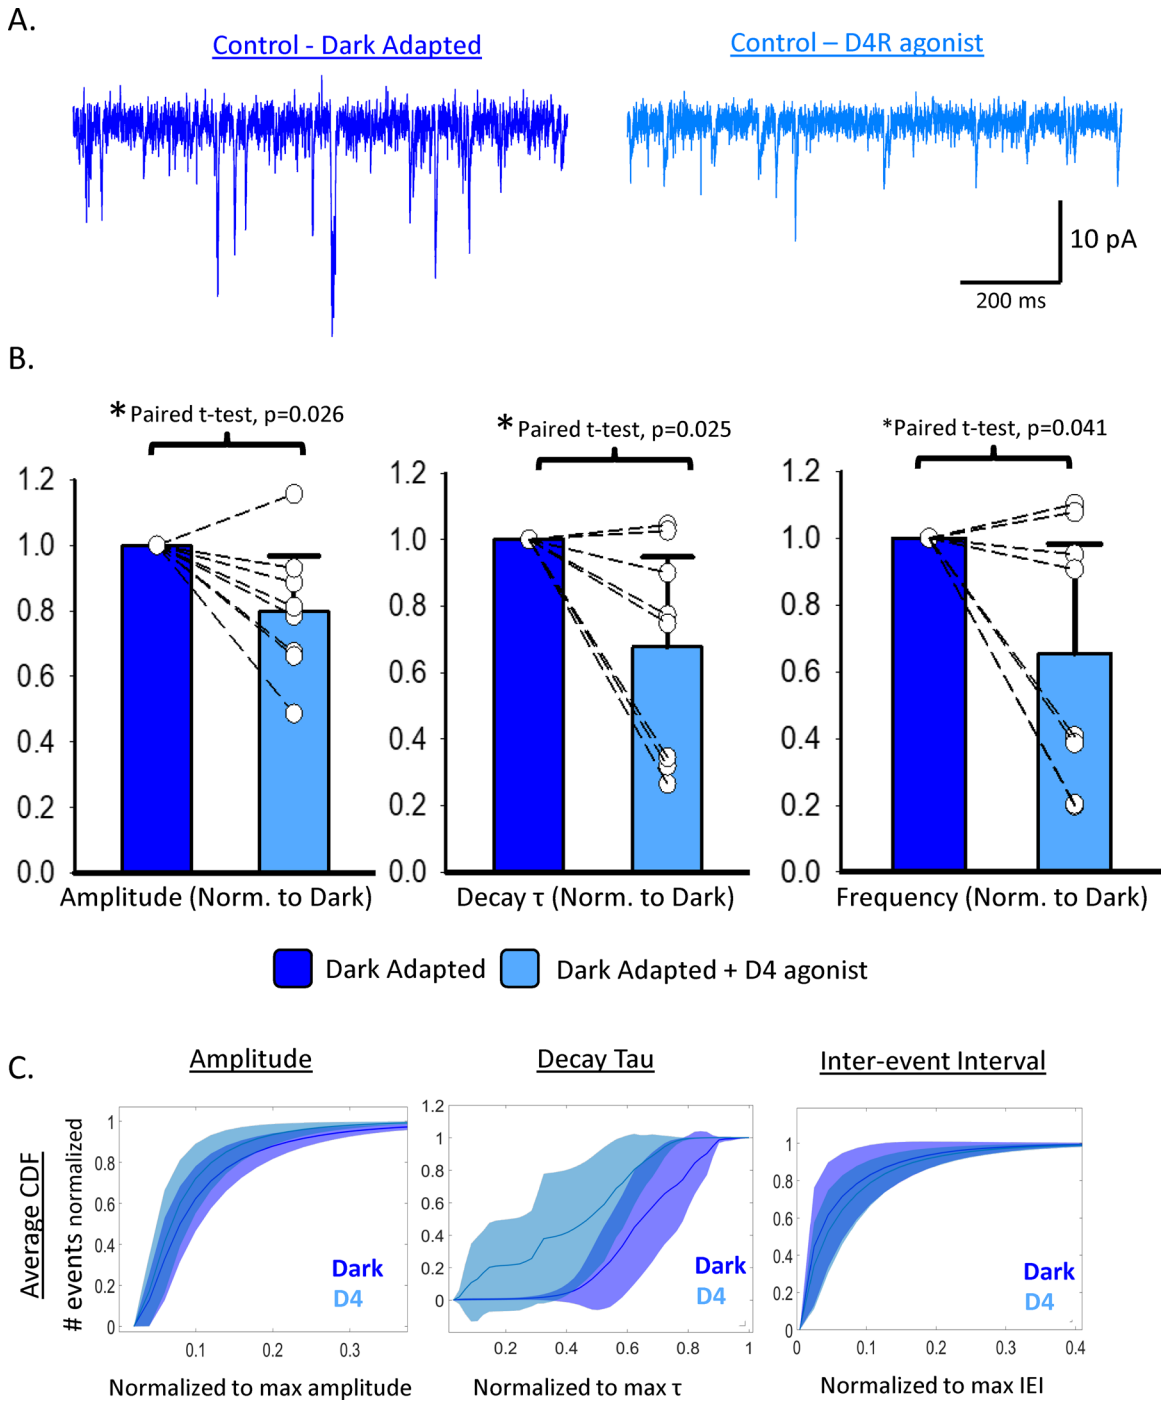 A.
Control - Dark Adapted
Control – D4R agonist
10 pA
200 ms
B.
*Paired t-test, p=0.026
*Paired t-test, p=0.025
*Paired t-test, p=0.041
1.2
1.0
0.8
0.6
0.4
0.2
0.0
1.2
1.0
0.8
0.6
0.4
0.2
0.0
1.2
1.0
0.8
0.6
0.4
0.2
0.0
Amplitude (Norm. to Dark)
Decay τ (Norm. to Dark)
Frequency (Norm. to Dark)
Dark Adapted
Dark Adapted + D4 agonist
C.
Amplitude
Decay Tau
Inter-event Interval
Average CDF
# events normalized
1
0.8
0.6
0.4
0.2
0
0.1
0.2
0.3
Dark
D4
Normalized to max amplitude
1.2
1
0.8
0.6
0.4
0.2
0
0.2
0.4
0.6
0.8
1
Dark
D4
Normalized to max τ
1
0.8
0.6
0.4
0.2
0
0
0.1
0.2
0.3
0.4
Dark
D4
Normalized to max IEI